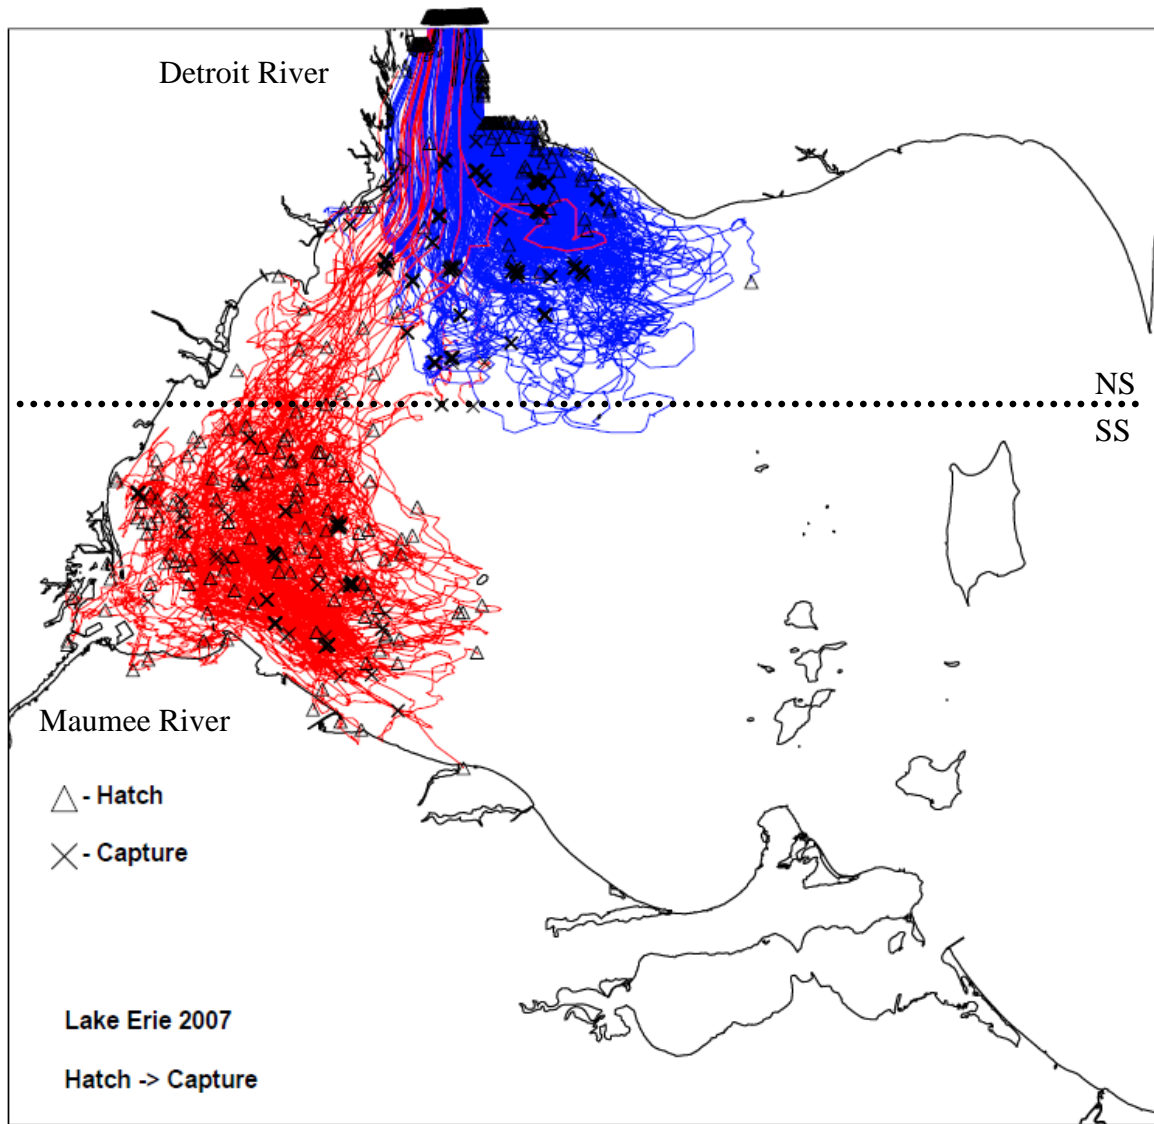 Detroit River
NS
SS
Maumee River
- Hatch
- Capture
Lake Erie 2007
Hatch -> Capture